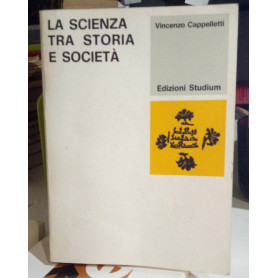 LA SCIENZA
TRA STORIA
E SOCIETÀ
Vincenzo Cappelletti
Edizioni Studium